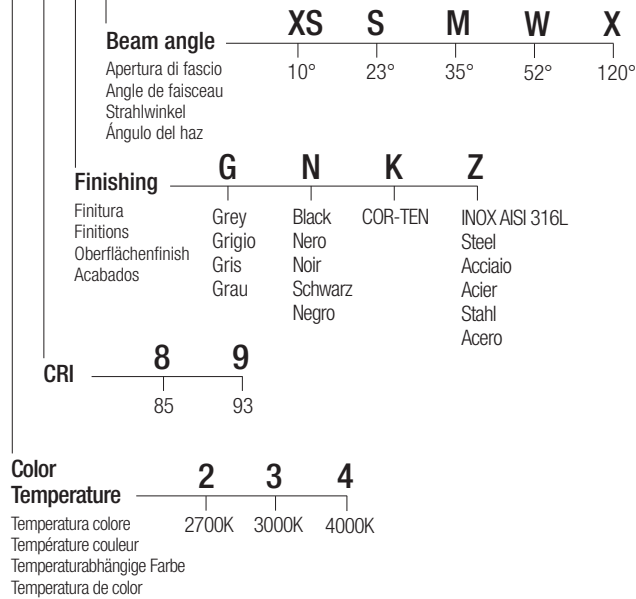 XS S M W X
Beam angle
10° 23° 35° 52° 120°
Apertura di fascio
Angle de faisceau
Strahlwinkel
Ángulo del haz
G N K Z
Finishing
Finitura
Finitions
Oberflächenfinish
Acabados
Grey
Grigio
Gris
Grau
Black
Nero
Noir
Schwarz
Negro
COR-TEN
INOX AISI 316L
Steel
Acciaio
Acier
Stahl
Acero
8 9
CRI
85 93
Color
Temperature
2 3 4
2700K 3000K 4000K
Temperatura colore
Température couleur
Temperaturabhängige Farbe
Temperatura de color